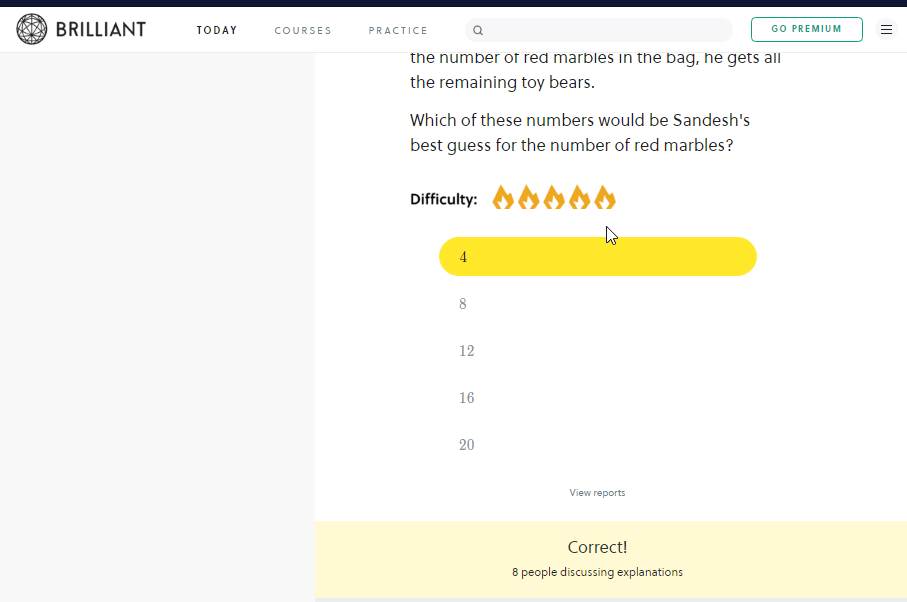 BRILLIANT
TODAY
COURSES
PRACTICE
GO PREMIUM
the number of red marbles in the bag, he gets all
the remaining toy bears.
Which of these numbers would be Sandesh's
best guess for the number of red marbles?
Difficulty:
4
8
12
16
20
View reports
Correct!
8 people discussing explanations